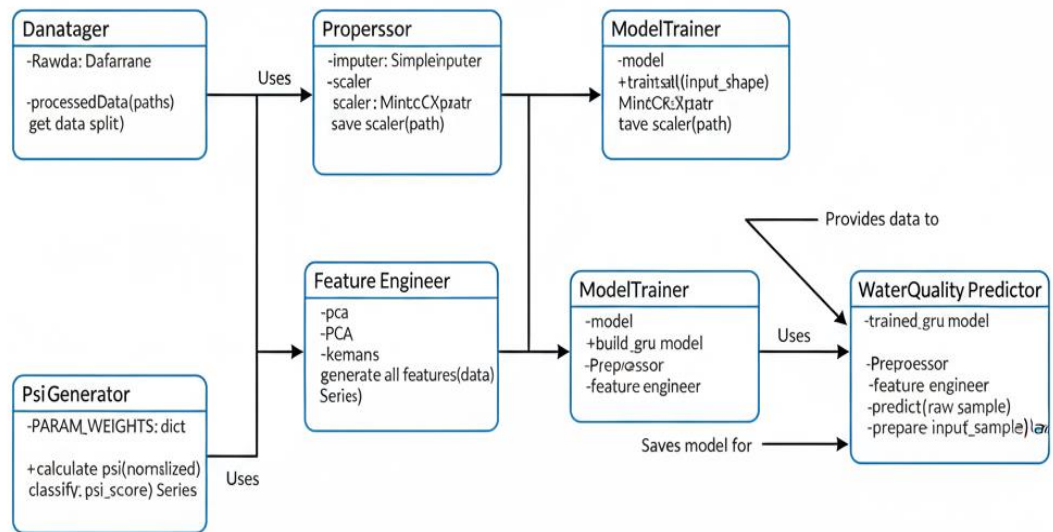 Danatager
-Rawda: Dafarrane
-processedData(paths)
get data split)
Uses
Properssor
-imputer: Simpleinputer
-scaler
scaler: MintcCXpatr
save scaler(path)
ModelTrainer
-model
+traintsall(input_shape)
tave scaler(path)
Provides data to
Feature Engineer
-pca
-PCA
-kemans
generate all features(data)
Series)
ModelTrainer
-model
+build_gru model
-Preprossor
-feature engineer
Uses
WaterQuality Predictor
-trained_gru model
-Preproessor
-feature engineer
-predict(raw sample)
-prepare input_sample)
Saves model for
Psi Generator
-PARAM_WEIGHTS: dict
+calculate psi(nomslized)
classify: psi_score) Series
Uses